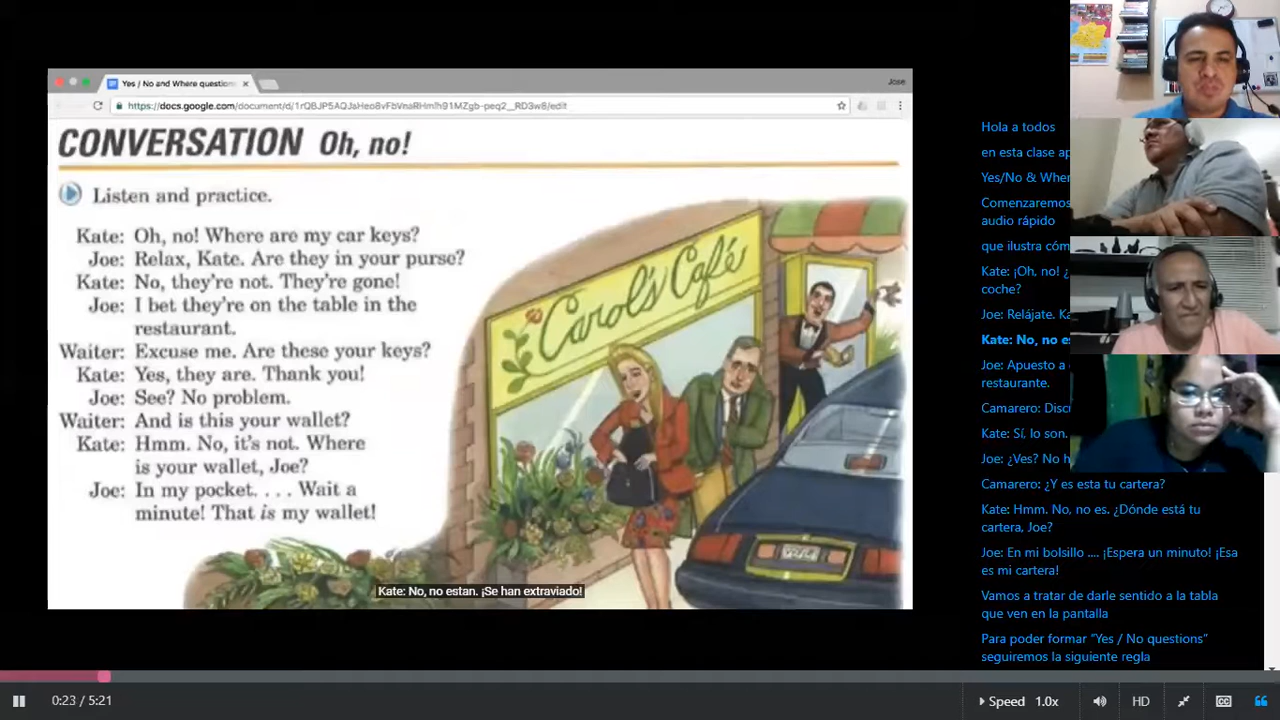 Yes / No and Where question
Jose
https://docs.google.com/document/d/1rQBJP5AQJsHeo8vFbVnaRHmlh91MZgb-peq2__RD3w8/edit
CONVERSATION Oh, no!
Listen and practice.
Kate: Oh, no! Where are my car keys?
Joe: Relax, Kate. Are they in your purse?
Kate: No, they're not. They're gone!
Joe: I bet they're on the table in the
restaurant.
Waiter: Excuse me. Are these your keys?
Kate: Yes, they are. Thank you!
Joe: See? No problem.
Waiter: And is this your wallet?
Kate: Hmm. No, it's not. Where
is your wallet, Joe?
Joe: In my pocket. . . . Wait a
minute! That is my wallet!
Carol's Café
Kate: No, no estan. ¡Se han extraviado!
Hola a todos
en esta clase
Yes/No & Wher
Comenzaremos
audio rápido
que ilustra cóm
Kate: ¡Oh, no! ¿
coche?
Joe: Relájate. Ka
Kate: No, no es
Joe: Apuesto a
restaurante.
Camarero: Discu
Kate: Sí, lo son.
Joe: ¿Ves? No h
Camarero: ¿Y es esta tu cartera?
Kate: Hmm. No, no es. ¿Dónde está tu
cartera, Joe?
Joe: En mi bolsillo .... ¡Espera un minuto! ¡Esa
es mi cartera!
Vamos a tratar de darle sentido a la tabla
que ven en la pantalla
Para poder formar "Yes / No questions"
seguiremos la siguiente regla
0:23 / 5:21
Speed 1.0x
HD
CC